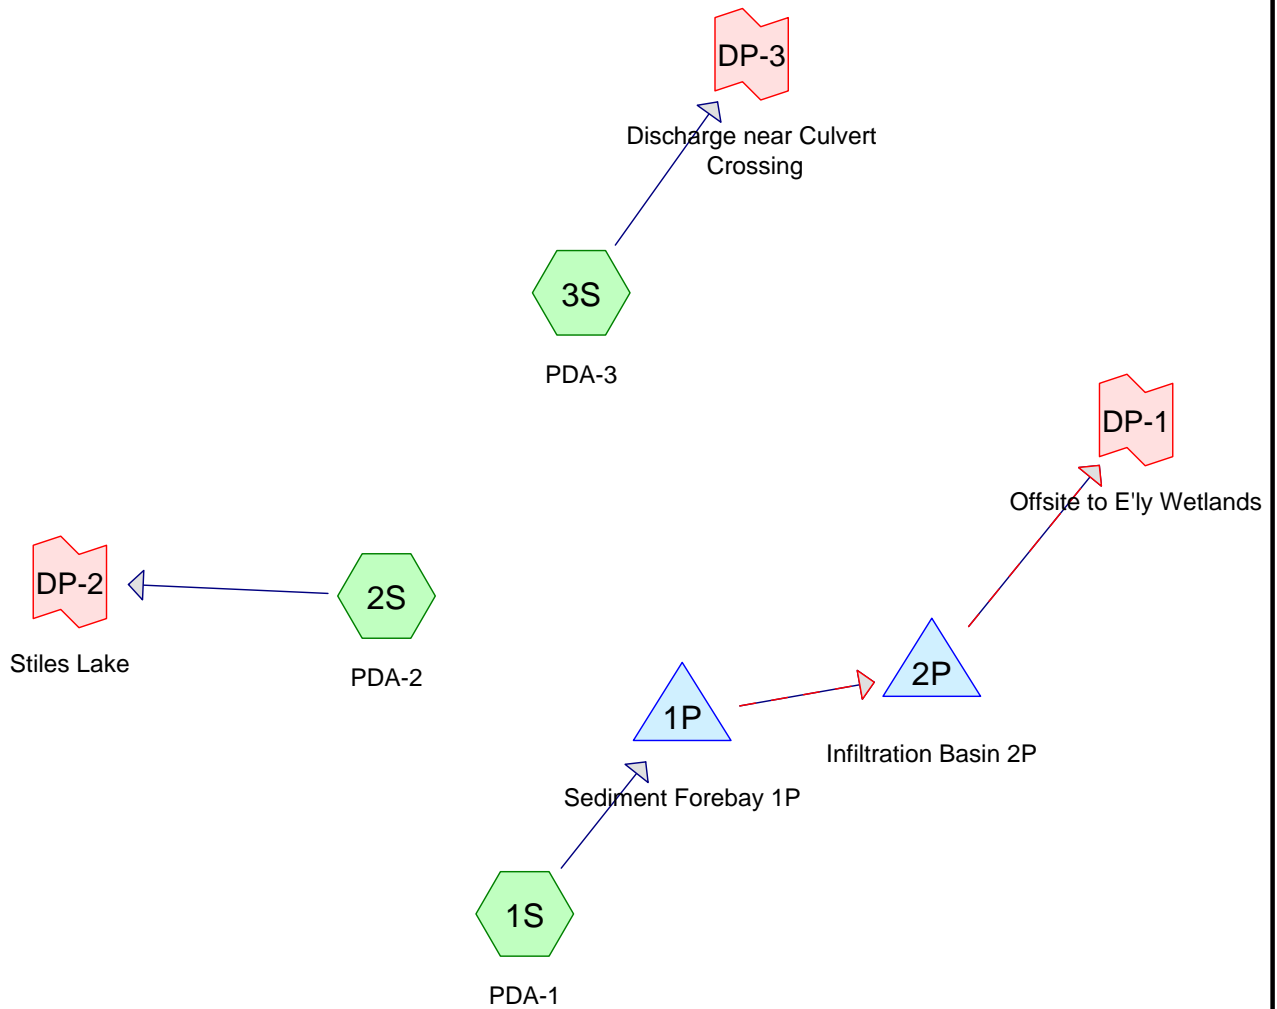 DP-3
Discharge near Culvert
Crossing
3S
PDA-3
DP-1
Offsite to E'ly Wetlands
DP-2
Stiles Lake
2S
PDA-2
2P
Infiltration Basin 2P
1P
Sediment Forebay 1P
1S
PDA-1